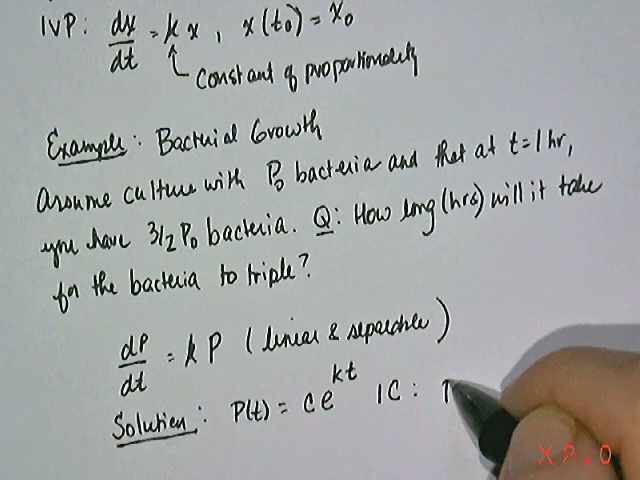 IVP: dx/dt = k x , x(t₀) = x₀
Constant of proportionality
Example: Bacterial Growth
Assume culture with P₀ bacteria and that at t=1 hr,
you have 3/2 P₀ bacteria. Q: How long (hrs) will it take
for the bacteria to triple?
dP/dt = k P (linear & separable)
Solution: P(t) = c e^{kt} IC:
X2.0